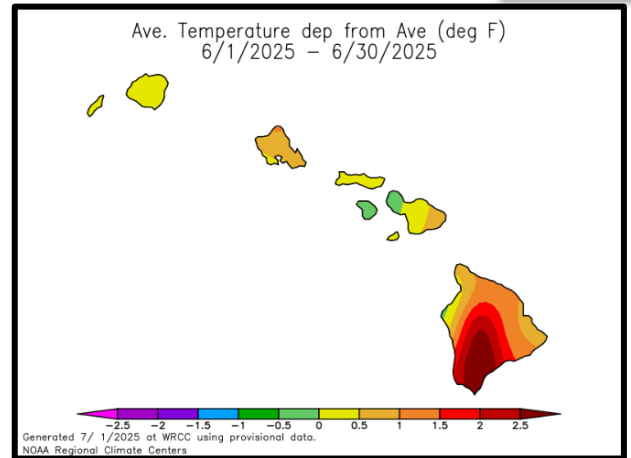 Ave. Temperature dep from Ave (deg F)
6/1/2025 - 6/30/2025
-2.5 -2 -1.5 -1 -0.5 0 0.5 1 1.5 2 2.5
Generated 7/ 1/2025 at WRCC using provisional data.
NOAA Regional Climate Centers